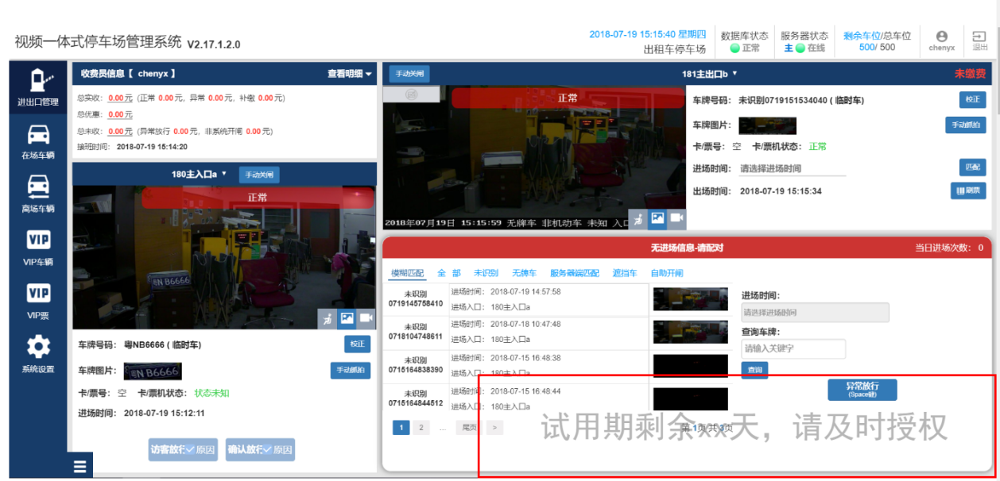 视频一体式停车场管理系统 V2.17.1.2.0
2018-07-19 15:15:40 星期四
出租车停车场
数据库状态
正常
服务器状态
主 在线
剩余车位/总车位
500/ 500
chenyx
退出
进出口管理
在场车辆
离场车辆
VIP
VIP车辆
VIP
VIP票
系统设置
收费员信息【 chenyx 】 查看明细
总实收: 0.00元 (正常 0.00元, 异常 0.00元, 补缴 0.00元)
总优惠: 0.00元
总未收: 0.00元 (异常放行 0.00元, 非系统开闸 0.00元)
接班时间: 2018-07-19 15:14:20
180主入口a 手动关闸
正常
粤N B6666
车牌号码: 粤NB6666 ( 临时车) 校正
车牌图片: 粤N B6666 手动抓拍
卡/票号: 空 卡/票机状态: 状态未知
进场时间: 2018-07-19 15:12:11
访客放行 原因 确认放行 原因
手动关闸 181主出口b 未缴费
正常
2018年07月19日 15:15:59 无牌车 非机动车 未知 入口
车牌号码: 未识别0719151534040 ( 临时车) 校正
车牌图片: 手动抓拍
卡/票号: 空 卡/票机状态: 正常
进场时间: 请选择进场时间 匹配
出场时间: 2018-07-19 15:15:34 刷票
无进场信息-请配对 当日进场次数: 0
模糊匹配 全 部 未识别 无牌车 服务器端匹配 遮挡车 自助开闸
未识别
0719145758410
进场时间: 2018-07-19 14:57:58
进场入口: 180主入口a
未识别
0718104748611
进场时间: 2018-07-18 10:47:48
进场入口: 180主入口a
未识别
0715164838390
进场时间: 2018-07-15 16:48:38
进场入口: 180主入口a
未识别
0715164844512
进场时间: 2018-07-15 16:48:44
进场入口: 180主入口a
1 2 ... 尾页 >
第 1页/共 3页
进场时间:
请选择进场时间
查询车牌:
请输入关键字
查询
异常放行
(Space键)
试用期剩余xx天，请及时授权